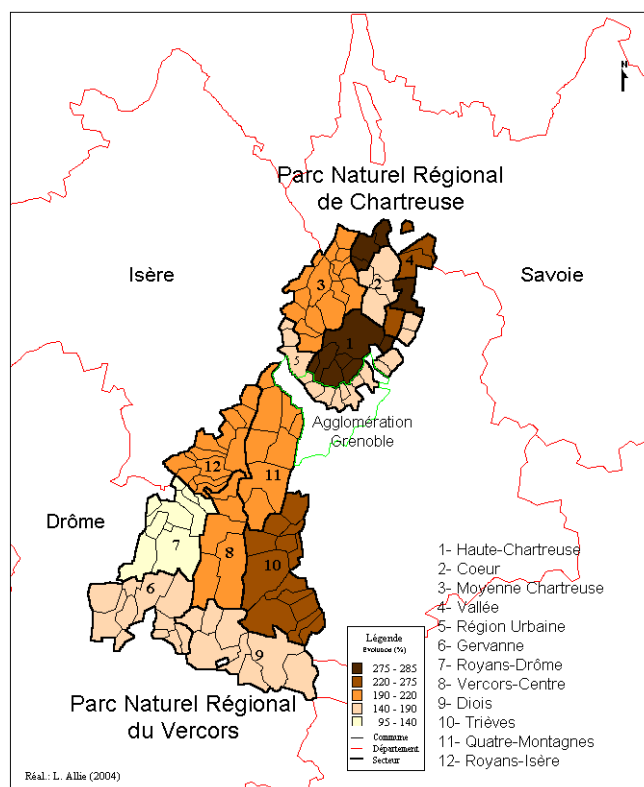 N
Parc Naturel Régional
de Chartreuse
Isère
Savoie
4
2
3
1
5
Agglomération
Grenoble
12
11
Drôme
7
8
10
6
9
1- Haute-Chartreuse
2- Coeur
3- Moyenne Chartreuse
4- Vallée
5- Région Urbaine
6- Gervanne
7- Royans-Drôme
8- Vercors-Centre
9- Diois
10- Trièves
11- Quatre-Montagnes
12- Royans-Isère
Légende
Evolution (%)
275 - 285
220 - 275
190 - 220
140 - 190
95 - 140
Commune
Département
Secteur
Parc Naturel Régional
du Vercors
Réal.: L. Allie (2004)